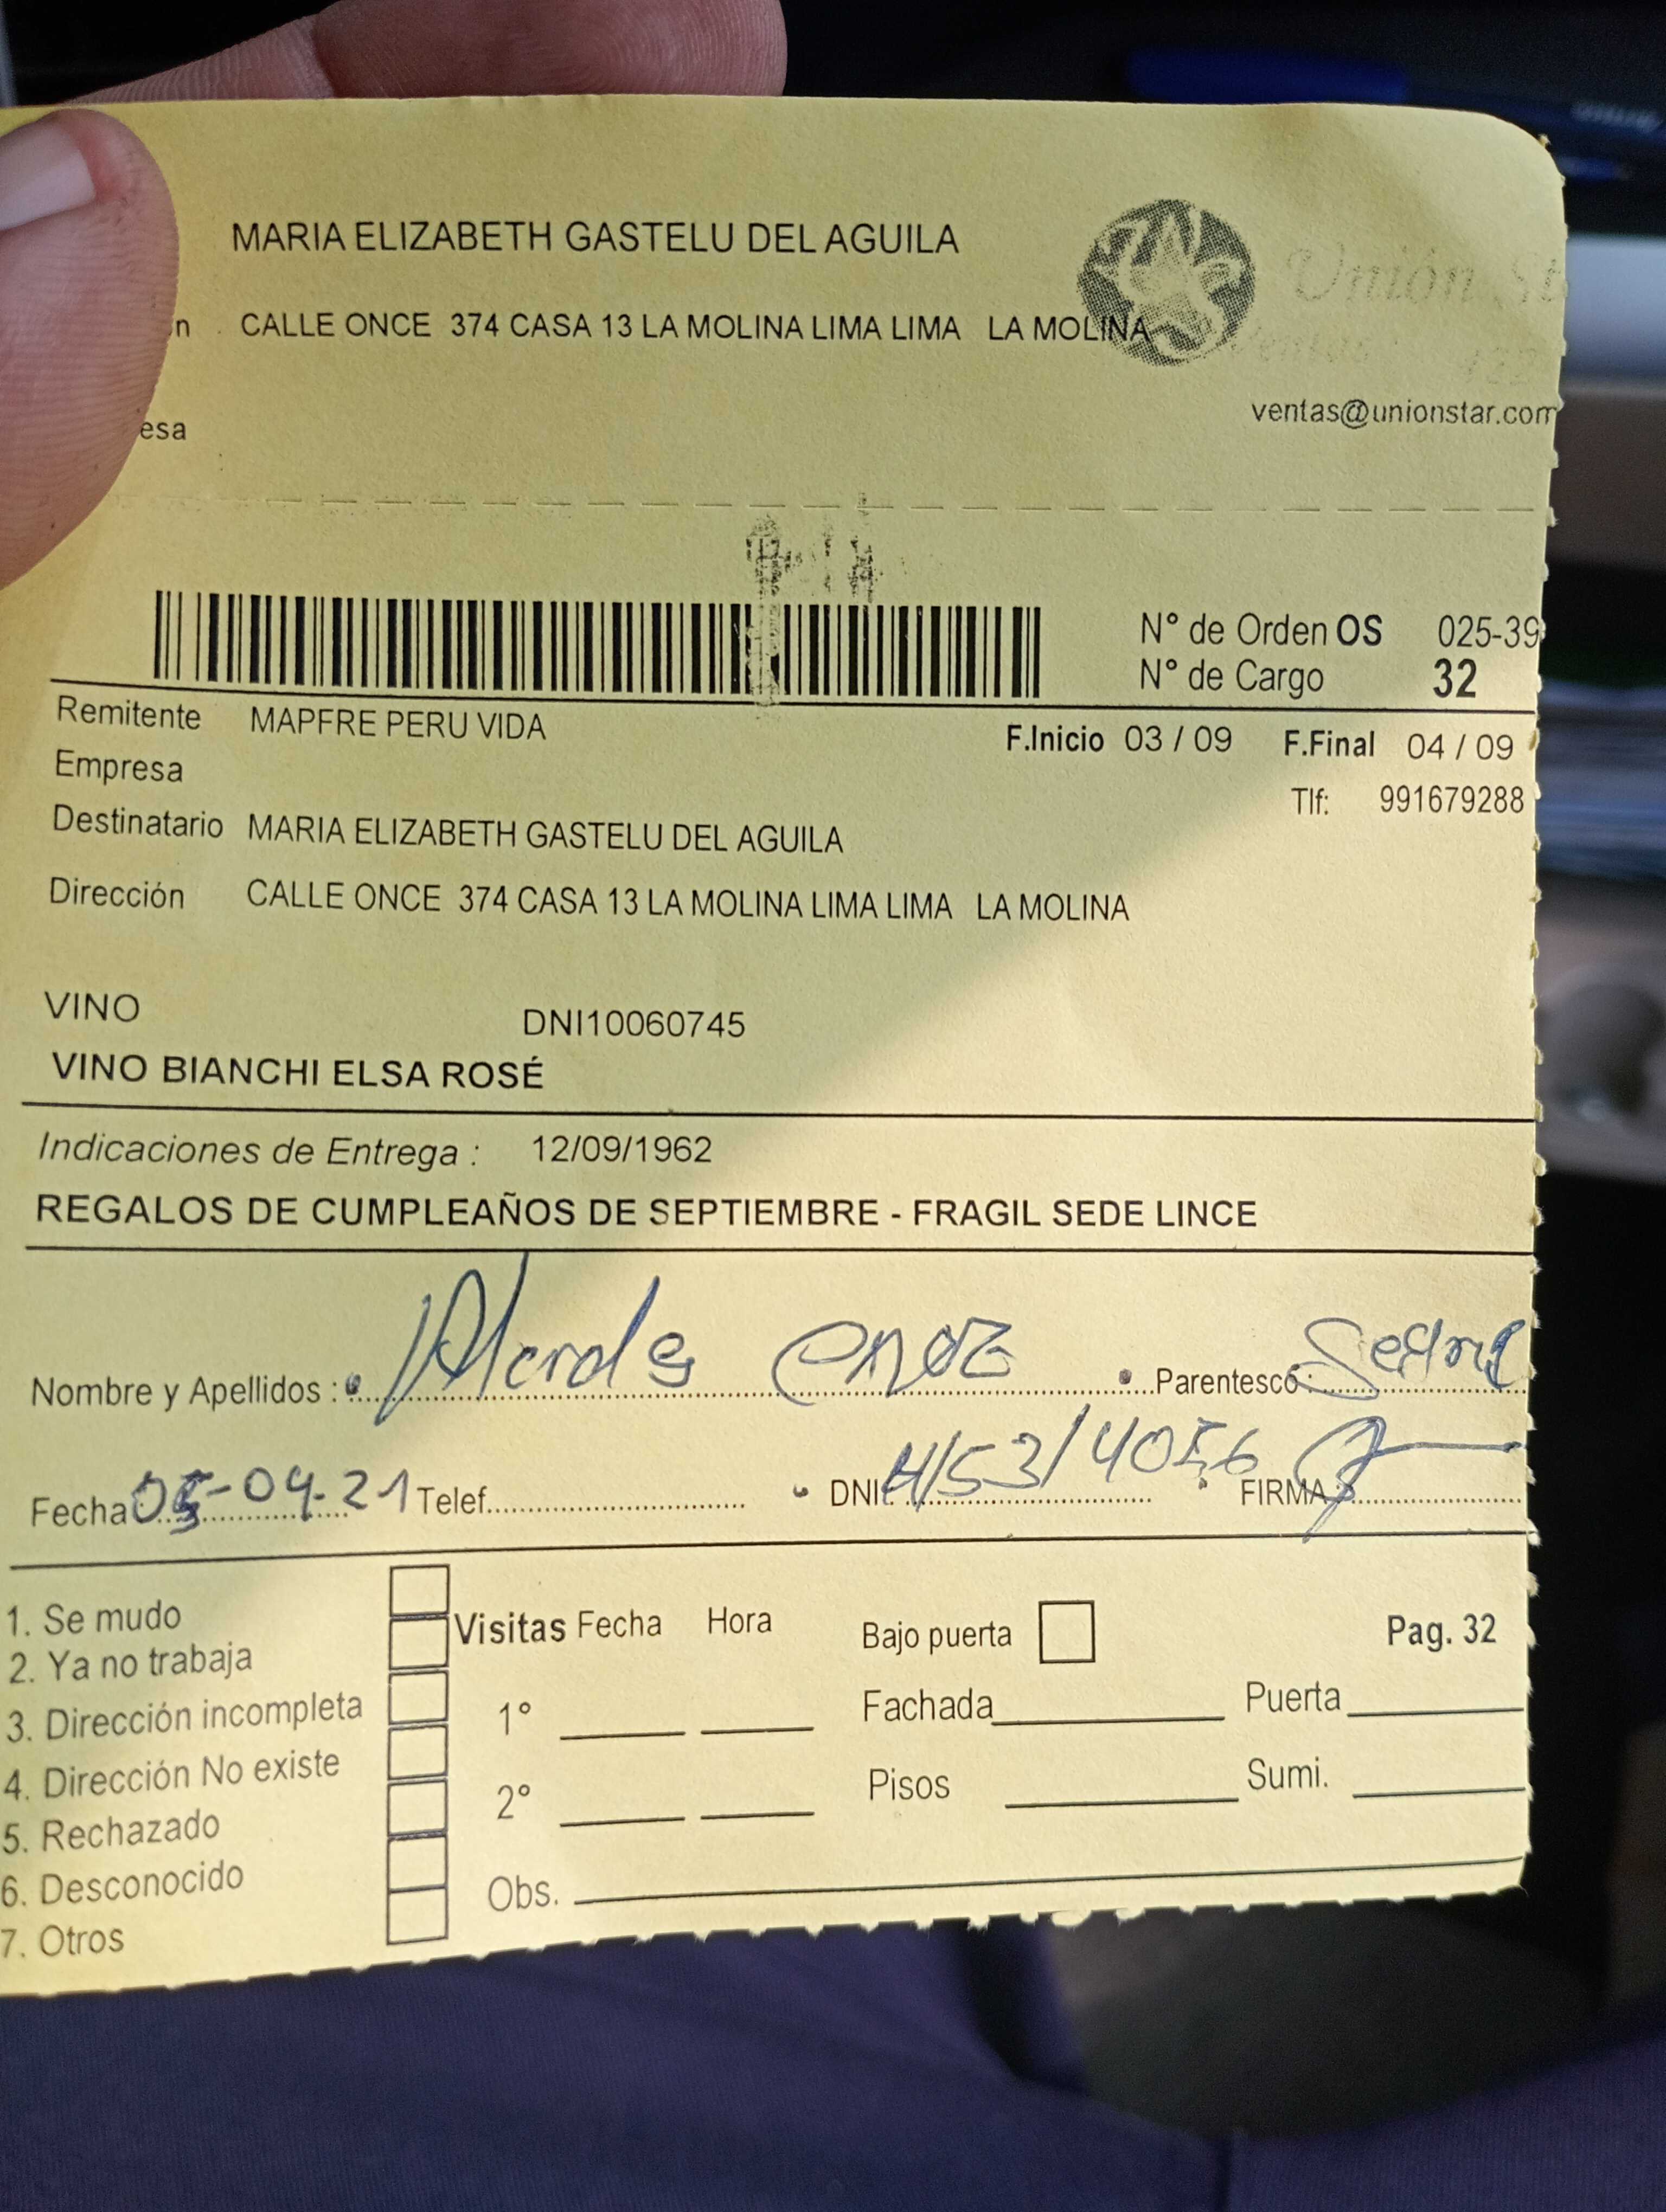 MARIA ELIZABETH GASTELU DEL AGUILA
n CALLE ONCE 374 CASA 13 LA MOLINA LIMA LIMA LA MOLINA
Unión St
ventas@unionstar.com
esa
:
N° de Orden OS 025-39
N° de Cargo 32
Remitente MAPFRE PERU VIDA
F.Inicio 03 / 09 F.Final 04 / 09
Empresa
Tlf: 991679288
Destinatario MARIA ELIZABETH GASTELU DEL AGUILA
Dirección CALLE ONCE 374 CASA 13 LA MOLINA LIMA LIMA LA MOLINA
VINO DNI10060745
VINO BIANCHI ELSA ROSÉ
Indicaciones de Entrega : 12/09/1962
REGALOS DE CUMPLEAÑOS DE SEPTIEMBRE - FRAGIL SEDE LINCE
Nombre y Apellidos : Parentesco :
Fecha 05-09-21 Telef. DNI: FIRMA
1. Se mudo
2. Ya no trabaja
3. Dirección incompleta
4. Dirección No existe
5. Rechazado
6. Desconocido
7. Otros
Visitas Fecha Hora
1°
2°
Obs.
Bajo puerta Pag. 32
Fachada Puerta
Pisos Sumi.